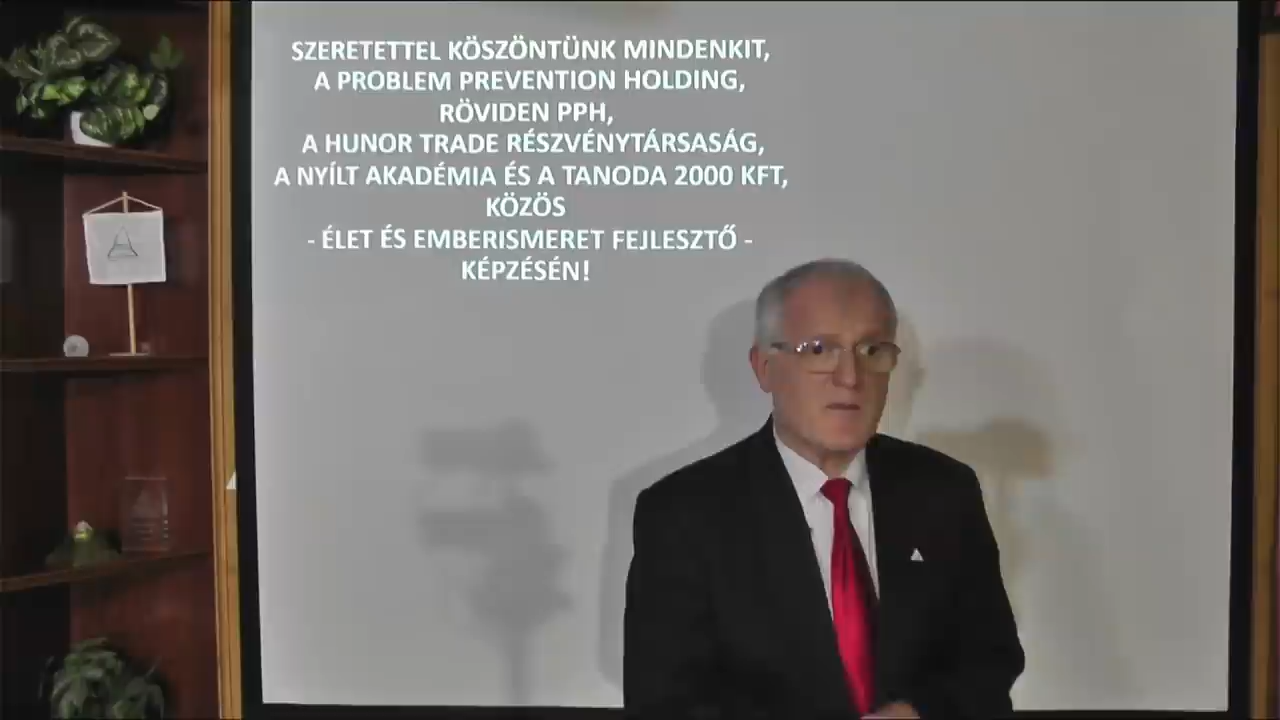 SZERETETTEL KÖSZÖNTÜNK MINDENKIT,
A PROBLEM PREVENTION HOLDING,
RÖVIDEN PPH,
A HUNOR TRADE RÉSZVÉNYTÁRSASÁG,
A NYÍLT AKADÉMIA ÉS A TANODA 2000 KFT,
KÖZÖS
- ÉLET ÉS EMBERISMERET FEJLESZTŐ -
KÉPZÉSÉN!